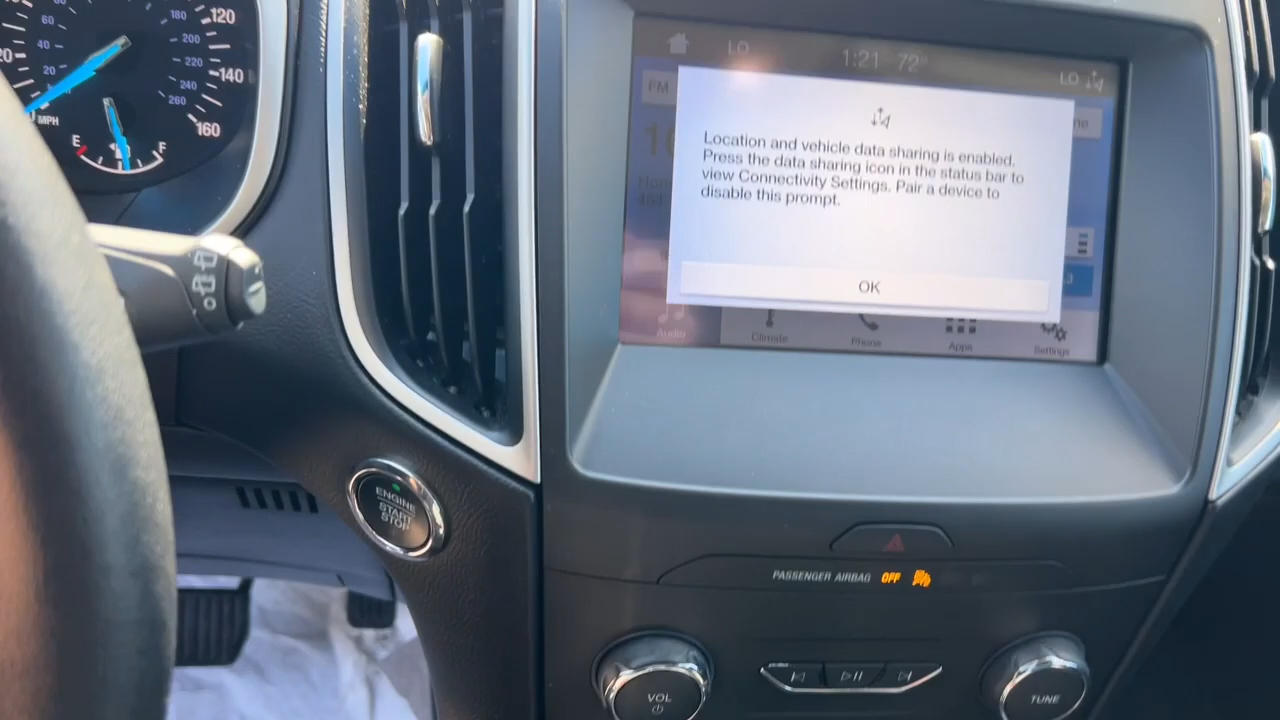 180
120
60
200
20
40
220
140
20
240
260
MPH
160
E
F
LO
1:21
72°
LO
FM
Location and vehicle data sharing is enabled.
Press the data sharing icon in the status bar to
view Connectivity Settings. Pair a device to
disable this prompt.
OK
Audio
Climate
Phone
Apps
Settings
ENGINE
START
STOP
PASSENGER AIRBAG OFF
VOL
TUNE